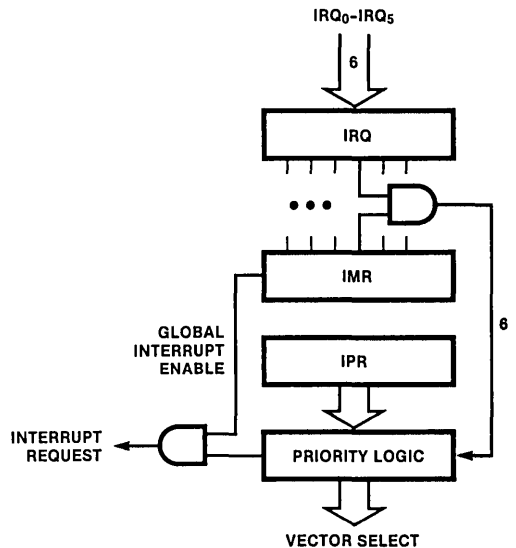 IRQ0-IRQ5
6
IRQ
IMR
GLOBAL
INTERRUPT
ENABLE
6
IPR
INTERRUPT
REQUEST
PRIORITY LOGIC
VECTOR SELECT